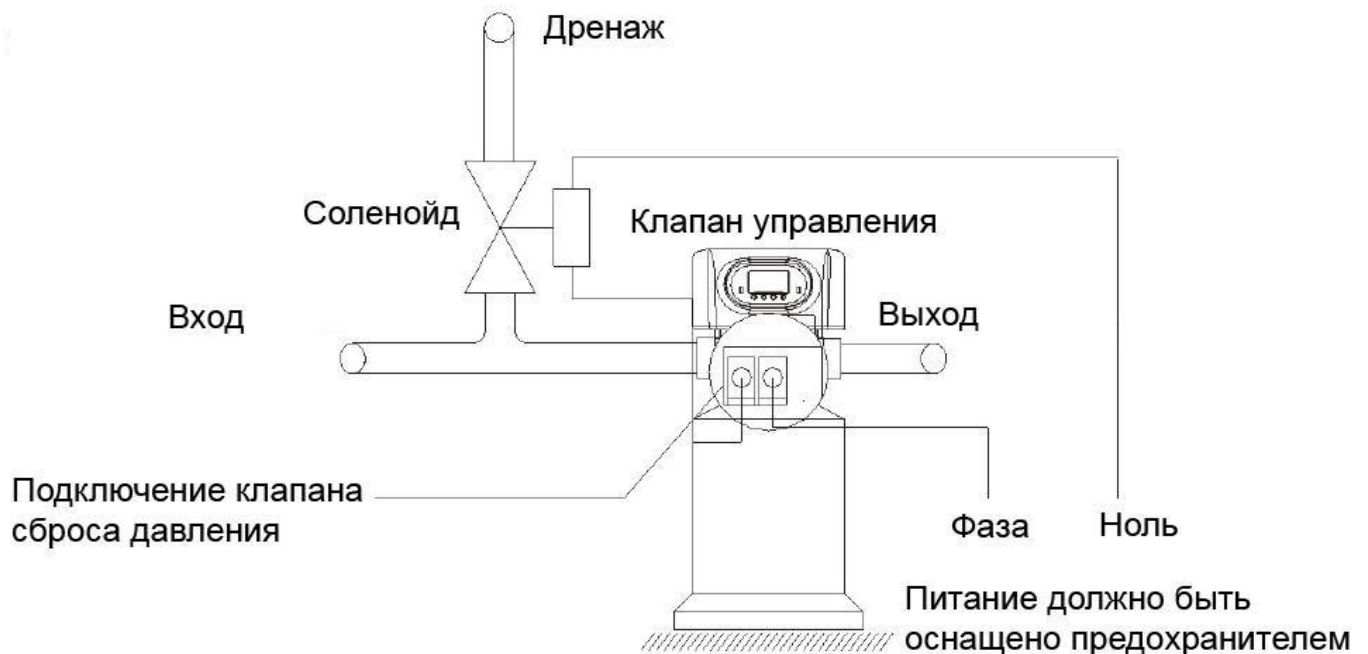 Дренаж
Соленойд
Клапан управления
Вход
Выход
Подключение клапана
сброса давления
Фаза
Ноль
Питание должно быть
оснащено предохранителем